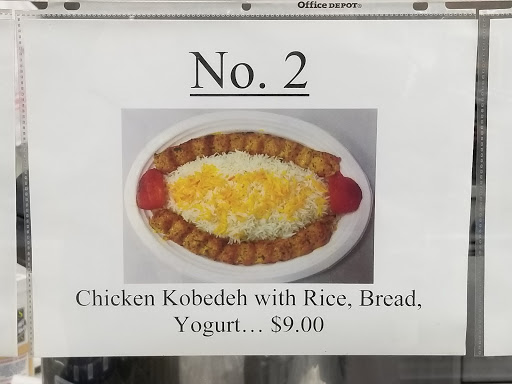 Office DEPOT®
No. 2
Chicken Kobedeh with Rice, Bread,
Yogurt... $9.00